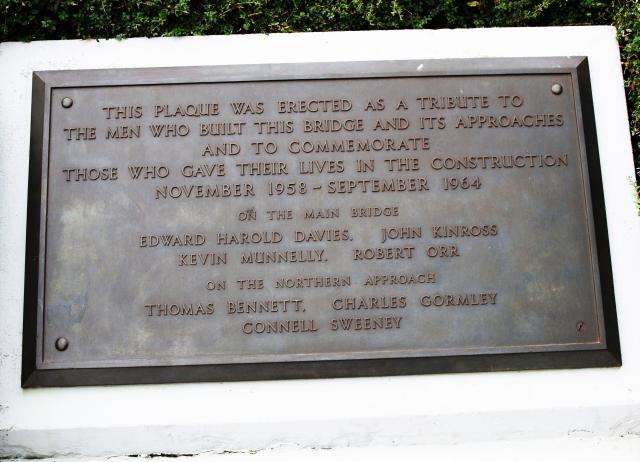 THIS PLAQUE WAS ERECTED AS A TRIBUTE TO
THE MEN WHO BUILT THIS BRIDGE AND ITS APPROACHES
AND TO COMMEMORATE
THOSE WHO GAVE THEIR LIVES IN THE CONSTRUCTION
NOVEMBER 1958 - SEPTEMBER 1964
ON THE MAIN BRIDGE
EDWARD HAROLD DAVIES, JOHN KINROSS
KEVIN MUNNELLY, ROBERT ORR
ON THE NORTHERN APPROACH
THOMAS BENNETT, CHARLES GORMLEY
CONNELL SWEENEY